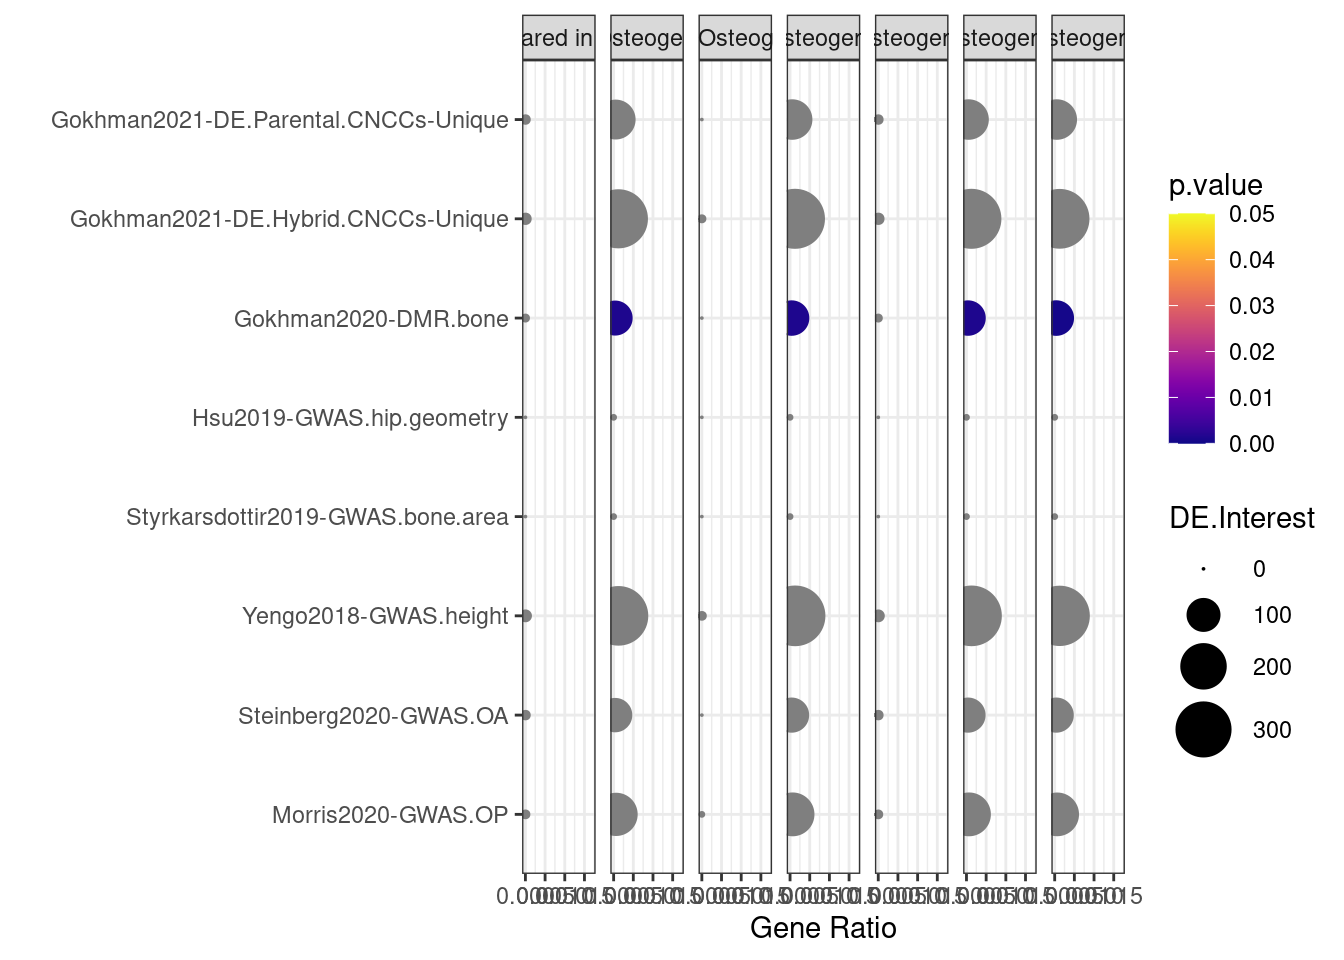 ared in
steoge
Osteog
steoger
steoger
steoger
steoger
Gokhman2021-DE.Parental.CNCCs-Unique
Gokhman2021-DE.Hybrid.CNCCs-Unique
Gokhman2020-DMR.bone
Hsu2019-GWAS.hip.geometry
Styrkarsdottir2019-GWAS.bone.area
Yengo2018-GWAS.height
Steinberg2020-GWAS.OA
Morris2020-GWAS.OP
Gene Ratio
p.value
0.05
0.04
0.03
0.02
0.01
0.00
DE.Interest
0
100
200
300